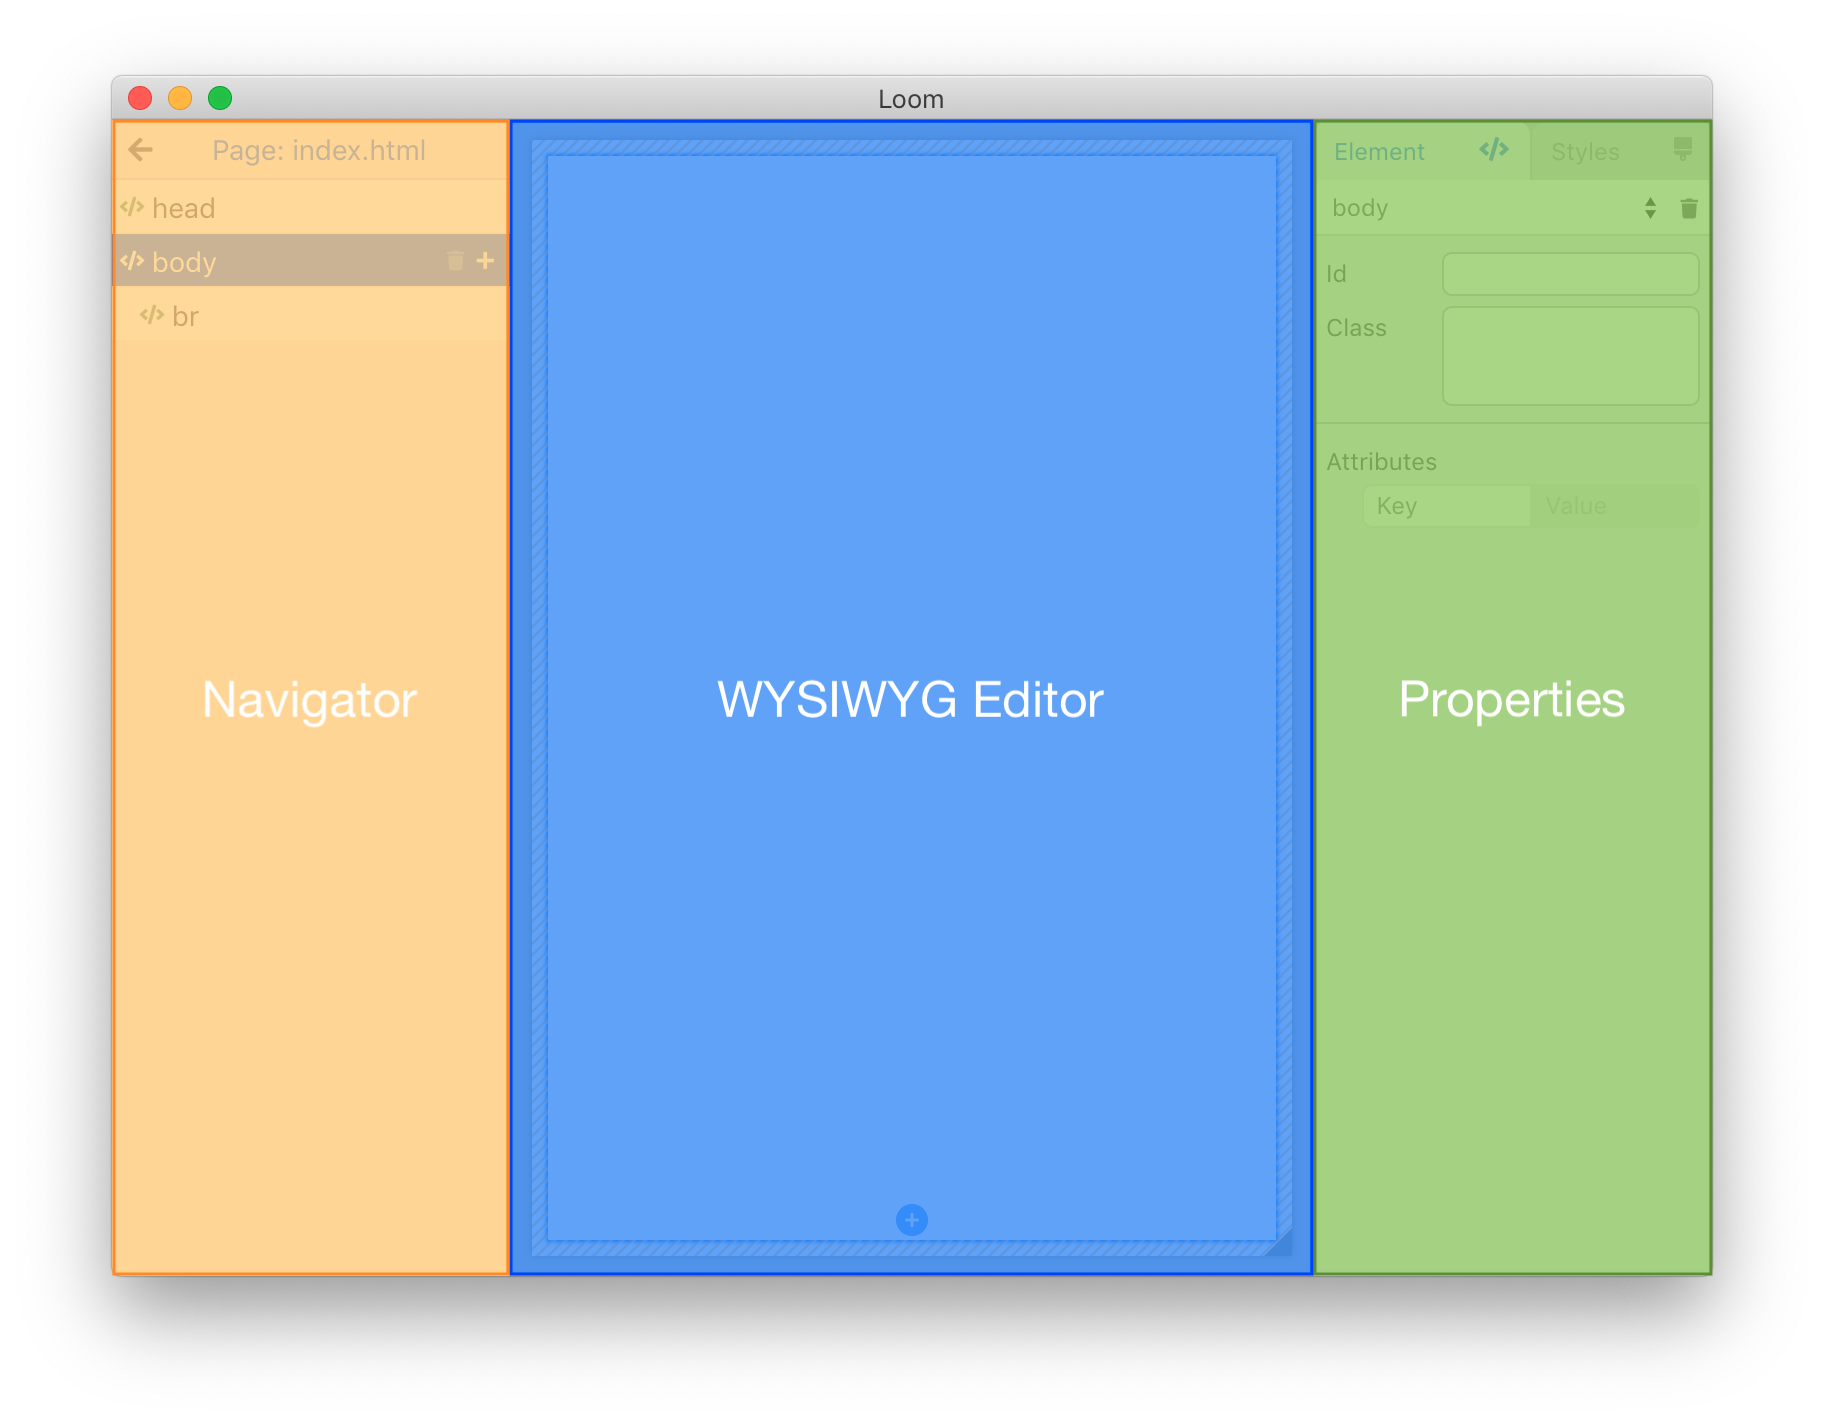 Loom
Page: index.html
head
body
br
Navigator
WYSIWYG Editor
Element
Styles
body
Id
Class
Attributes
Key Value
Properties